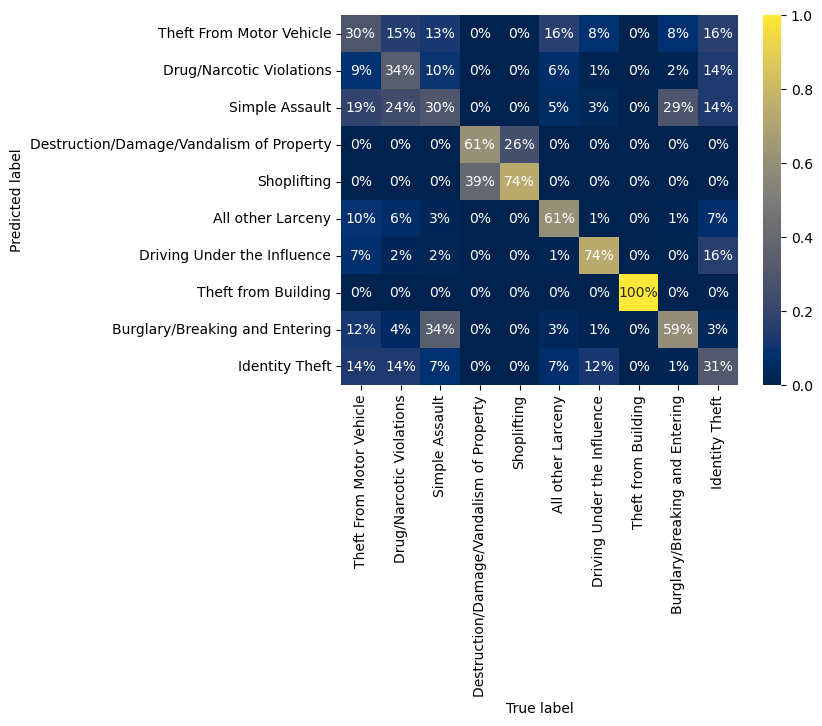 Predicted label
Theft From Motor Vehicle 30% 15% 13% 0% 0% 16% 8% 0% 8% 16%
Drug/Narcotic Violations 9% 34% 10% 0% 0% 6% 1% 0% 2% 14%
Simple Assault 19% 24% 30% 0% 0% 5% 3% 0% 29% 14%
Destruction/Damage/Vandalism of Property 0% 0% 0% 61% 26% 0% 0% 0% 0% 0%
Shoplifting 0% 0% 0% 39% 74% 0% 0% 0% 0% 0%
All other Larceny 10% 6% 3% 0% 0% 61% 1% 0% 1% 7%
Driving Under the Influence 7% 2% 2% 0% 0% 1% 74% 0% 0% 16%
Theft from Building 0% 0% 0% 0% 0% 0% 0% 100% 0% 0%
Burglary/Breaking and Entering 12% 4% 34% 0% 0% 3% 1% 0% 59% 3%
Identity Theft 14% 14% 7% 0% 0% 7% 12% 0% 1% 31%
Theft From Motor Vehicle
Drug/Narcotic Violations
Simple Assault
Destruction/Damage/Vandalism of Property
Shoplifting
All other Larceny
Driving Under the Influence
Theft from Building
Burglary/Breaking and Entering
Identity Theft
True label
1.0
0.8
0.6
0.4
0.2
0.0